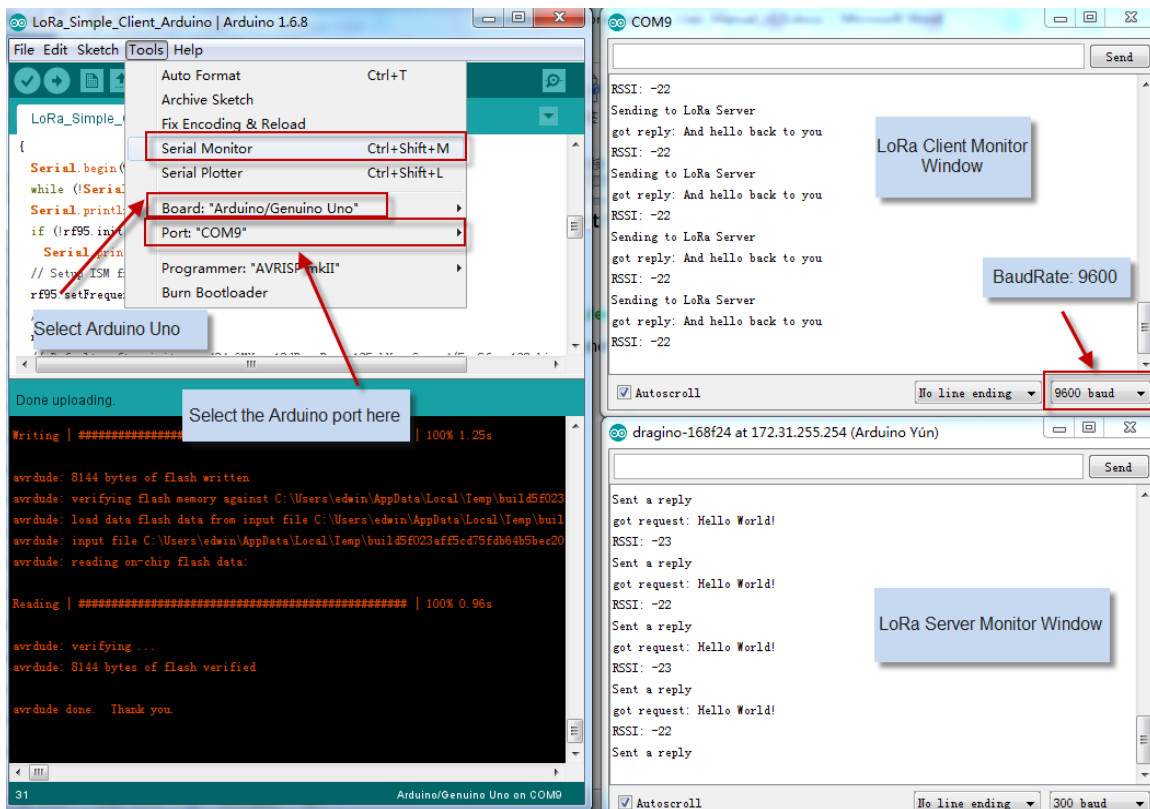 LoRa_Simple_Client_Arduino | Arduino 1.6.8
File Edit Sketch Tools Help
Auto Format Ctrl+T
Archive Sketch
Fix Encoding & Reload
Serial Monitor Ctrl+Shift+M
Serial Plotter Ctrl+Shift+L
Board: "Arduino/Genuino Uno"
Port: "COM9"
Programmer: "AVRISP mkII"
Burn Bootloader
LoRa_Simple_
{
Serial.begin(
while (!Seria
Serial.printl
if (!rf95.init
Serial.prin
// Setup ISM f
rf95.setFreque
Select Arduino Uno
Select the Arduino port here
Done uploading.
Writing | ################## | 100% 1.25s
avrdude: 8144 bytes of flash written
avrdude: verifying flash memory against C:\Users\edwin\AppData\Local\Temp\build5f023
avrdude: load data flash data from input file C:\Users\edwin\AppData\Local\Temp\buil
avrdude: input file C:\Users\edwin\AppData\Local\Temp\build5f023aff5cd75fdb64b5bec20
avrdude: reading on-chip flash data:
Reading | ################################################## | 100% 0.96s
avrdude: verifying ...
avrdude: 8144 bytes of flash verified
avrdude done. Thank you.
31 Arduino/Genuino Uno on COM9
COM9
Send
RSSI: -22
Sending to LoRa Server
got reply: And hello back to you
RSSI: -22
Sending to LoRa Server
got reply: And hello back to you
RSSI: -22
Sending to LoRa Server
got reply: And hello back to you
RSSI: -22
Sending to LoRa Server
got reply: And hello back to you
RSSI: -22
LoRa Client Monitor
Window
BaudRate: 9600
Autoscroll No line ending 9600 baud
dragino-168f24 at 172.31.255.254 (Arduino Yún)
Send
Sent a reply
got request: Hello World!
RSSI: -23
Sent a reply
got request: Hello World!
RSSI: -22
Sent a reply
got request: Hello World!
RSSI: -23
Sent a reply
got request: Hello World!
RSSI: -22
Sent a reply
LoRa Server Monitor Window
Autoscroll No line ending 300 baud